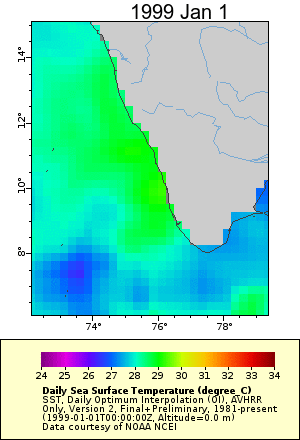 1999 Jan 1
14°
12°
10°
8°
74° 76° 78°
24 25 26 27 28 29 30 31 32 33 34
Daily Sea Surface Temperature (degree_C)
SST, Daily Optimum Interpolation (OI), AVHRR
Only, Version 2, Final+Preliminary, 1981-present
(1999-01-01T00:00:00Z, Altitude=0.0 m)
Data courtesy of NOAA NCEI